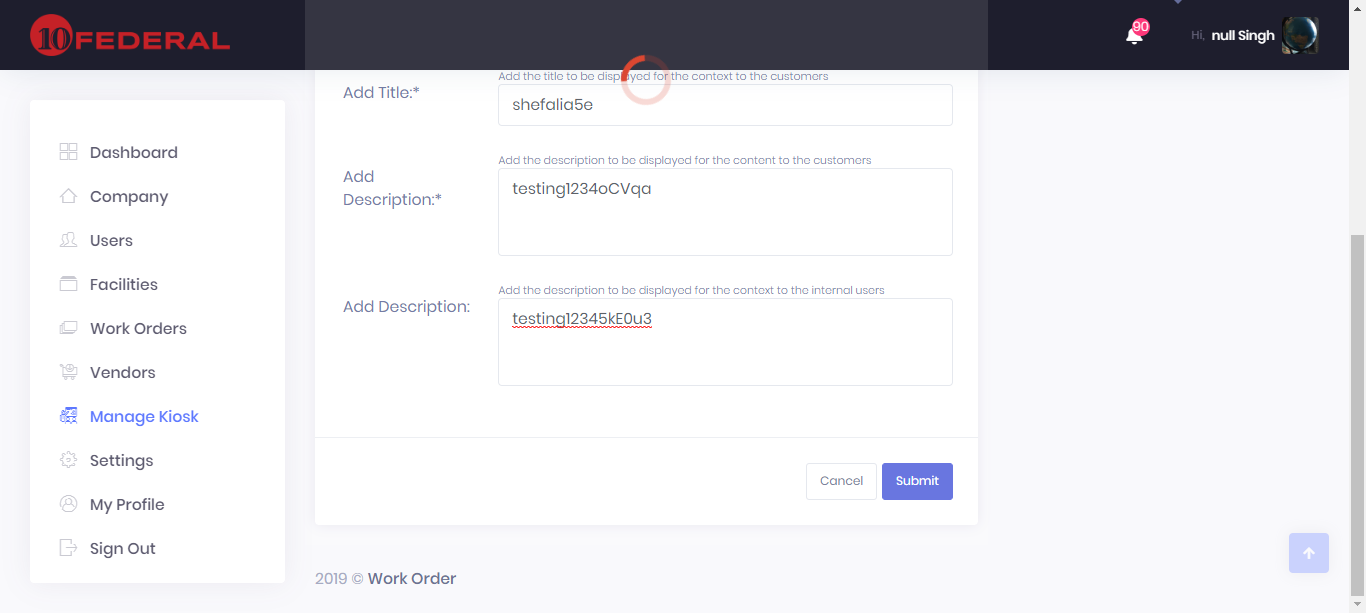 10 FEDERAL
90
Hi, null Singh
Dashboard
Company
Users
Facilities
Work Orders
Vendors
Manage Kiosk
Settings
My Profile
Sign Out
Add the title to be displayed for the context to the customers
Add Title:*
shefalia5e
Add the description to be displayed for the content to the customers
Add
Description:*
testing1234oCVqa
Add the description to be displayed for the context to the internal users
Add Description:
testing12345kE0u3
Cancel
Submit
2019 © Work Order